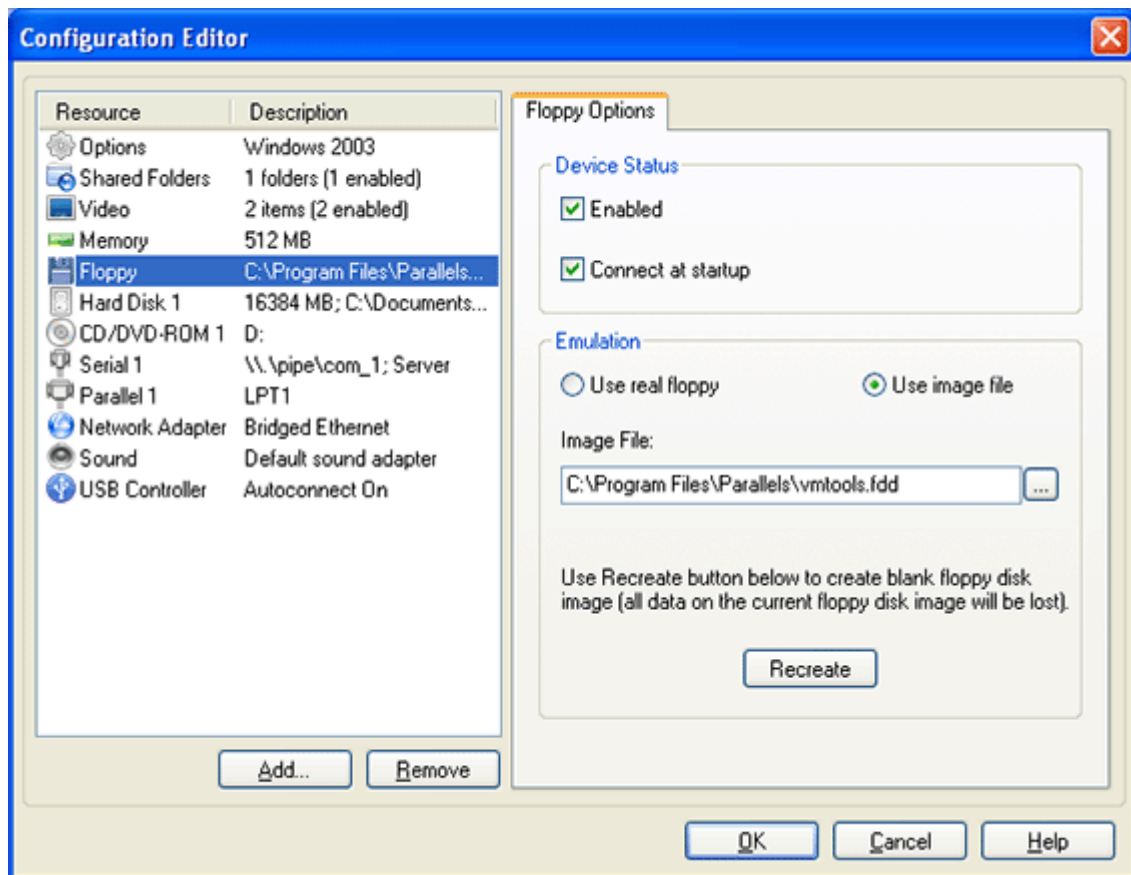 Configuration Editor
Resource Description
Options Windows 2003
Shared Folders 1 folders (1 enabled)
Video 2 items (2 enabled)
Memory 512 MB
Floppy C:\Program Files\Parallels...
Hard Disk 1 16384 MB; C:\Documents...
CD/DVD-ROM 1 D:
Serial 1 \\.\pipe\com_1; Server
Parallel 1 LPT1
Network Adapter Bridged Ethernet
Sound Default sound adapter
USB Controller Autoconnect On
Add...
Remove
Floppy Options
Device Status
Enabled
Connect at startup
Emulation
Use real floppy
Use image file
Image File:
C:\Program Files\Parallels\vmtools.fdd
...
Use Recreate button below to create blank floppy disk
image (all data on the current floppy disk image will be lost).
Recreate
OK
Cancel
Help